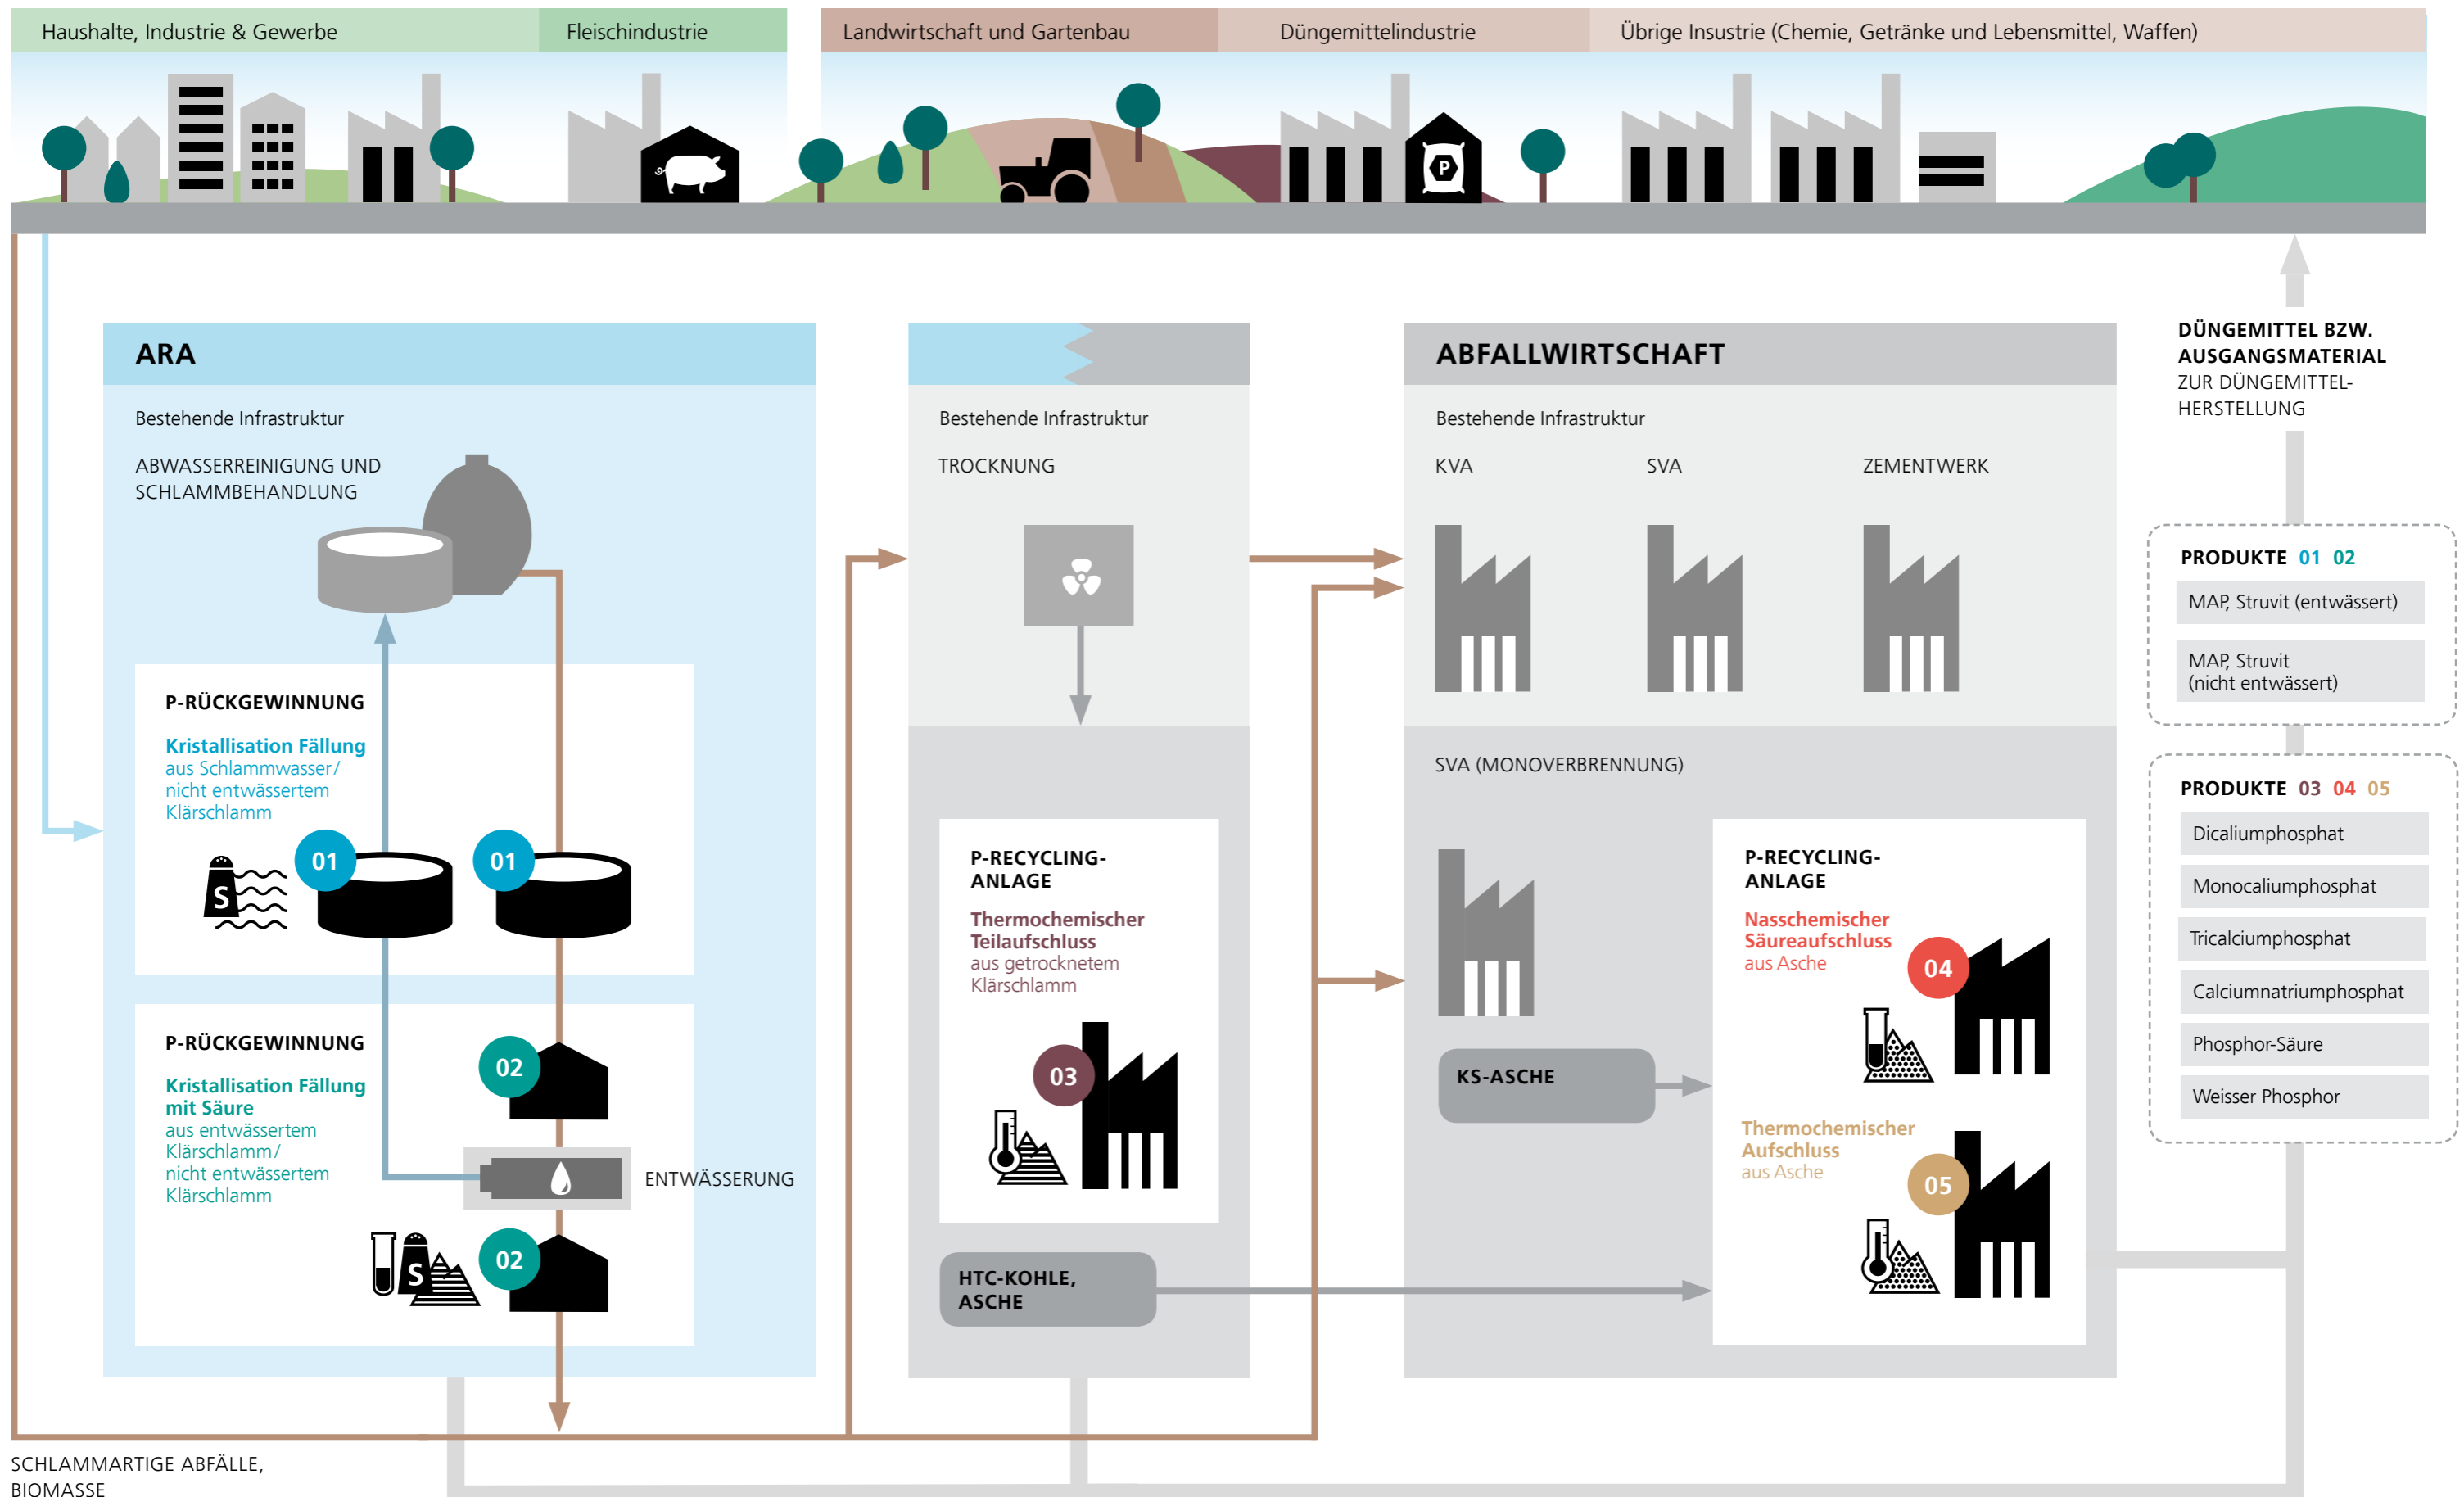 Haushalte, Industrie & Gewerbe
Fleischindustrie
Landwirtschaft und Gartenbau
Düngemittelindustrie
Übrige Insustrie (Chemie, Getränke und Lebensmittel, Waffen)
P
ARA
Bestehende Infrastruktur
ABWASSERREINIGUNG UND
SCHLAMMBEHANDLUNG
P-RÜCKGEWINNUNG
Kristallisation Fällung
aus Schlammwasser/
nicht entwässertem
Klärschlamm
S
01
01
P-RÜCKGEWINNUNG
Kristallisation Fällung
mit Säure
aus entwässertem
Klärschlamm/
nicht entwässertem
Klärschlamm
02
ENTWÄSSERUNG
S
02
Bestehende Infrastruktur
TROCKNUNG
P-RECYCLING-
ANLAGE
Thermochemischer
Teilaufschluss
aus getrocknetem
Klärschlamm
03
HTC-KOHLE,
ASCHE
ABFALLWIRTSCHAFT
Bestehende Infrastruktur
KVA
SVA
ZEMENTWERK
SVA (MONOVERBRENNUNG)
KS-ASCHE
P-RECYCLING-
ANLAGE
Nasschemischer
Säureaufschluss
aus Asche
04
Thermochemischer
Aufschluss
aus Asche
05
DÜNGEMITTEL BZW.
AUSGANGSMATERIAL
ZUR DÜNGEMITTEL-
HERSTELLUNG
PRODUKTE 01 02
MAP, Struvit (entwässert)
MAP, Struvit
(nicht entwässert)
PRODUKTE 03 04 05
Dicaliumphosphat
Monocaliumphosphat
Tricalciumphosphat
Calciumnatriumphosphat
Phosphor-Säure
Weisser Phosphor
SCHLAMMARTIGE ABFÄLLE,
BIOMASSE